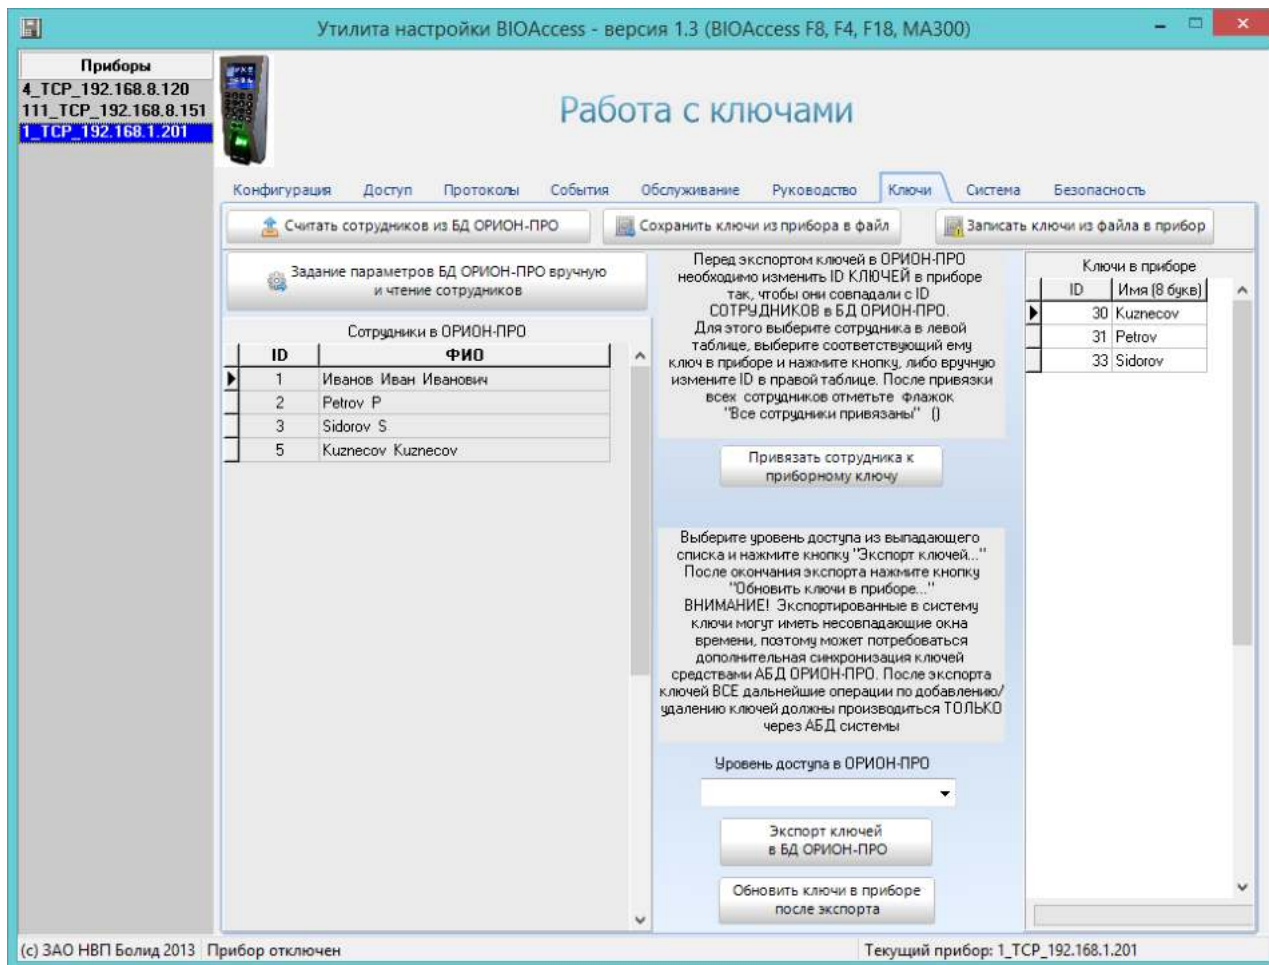 Утилита настройки BIOAccess - версия 1.3 (BIOAccess F8, F4, F18, MA300)
Приборы
4_TCP_192.168.8.120
111_TCP_192.168.8.151
1_TCP_192.168.1.201
Работа с ключами
Конфигурация Доступ Протоколы События Обслуживание Руководство Ключи Система Безопасность
Считать сотрудников из БД ОРИОН-ПРО
Сохранить ключи из прибора в файл
Записать ключи из файла в прибор
Задание параметров БД ОРИОН-ПРО вручную
и чтение сотрудников
Сотрудники в ОРИОН-ПРО
ID ФИО
1 Иванов Иван Иванович
2 Petrov P
3 Sidorov S
5 Kuznecov Kuznecov
Перед экспортом ключей в ОРИОН-ПРО
необходимо изменить ID КЛЮЧЕЙ в приборе
так, чтобы они совпадали с ID
СОТРУДНИКОВ в БД ОРИОН-ПРО.
Для этого выберите сотрудника в левой
таблице, выберите соответствующий ему
ключ в приборе и нажмите кнопку, либо вручную
измените ID в правой таблице. После привязки
всех сотрудников отметьте флажок
"Все сотрудники привязаны" ()
Привязать сотрудника к
приборному ключу
Выберите уровень доступа из выпадающего
списка и нажмите кнопку "Экспорт ключей..."
После окончания экспорта нажмите кнопку
"Обновить ключи в приборе..."
ВНИМАНИЕ! Экспортированные в систему
ключи могут иметь несовпадающие окна
времени, поэтому может потребоваться
дополнительная синхронизация ключей
средствами АБД ОРИОН-ПРО. После экспорта
ключей ВСЕ дальнейшие операции по добавлению/
удалению ключей должны производиться ТОЛЬКО
через АБД системы
Уровень доступа в ОРИОН-ПРО
Экспорт ключей
в БД ОРИОН-ПРО
Обновить ключи в приборе
после экспорта
Ключи в приборе
ID Имя (8 букв)
30 Kuznecov
31 Petrov
33 Sidorov
(c) ЗАО НВП Болид 2013 Прибор отключен Текущий прибор: 1_TCP_192.168.1.201